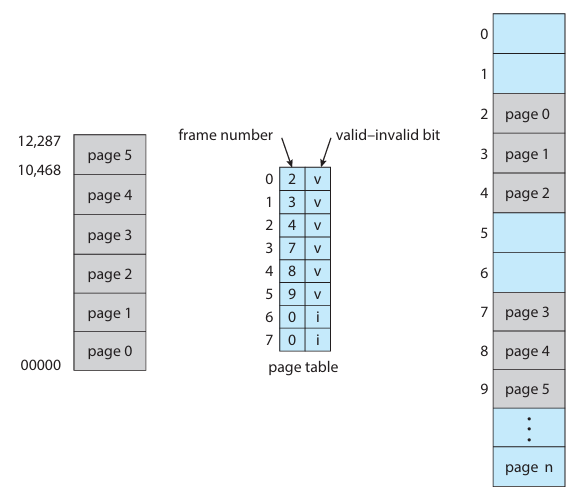 12,287
10,468
page 5
page 4
page 3
page 2
page 1
page 0
00000
frame number
valid–invalid bit
0 2 v
1 3 v
2 4 v
3 7 v
4 8 v
5 9 v
6 0 i
7 0 i
page table
0
1
2 page 0
3 page 1
4 page 2
5
6
7 page 3
8 page 4
9 page 5
page n